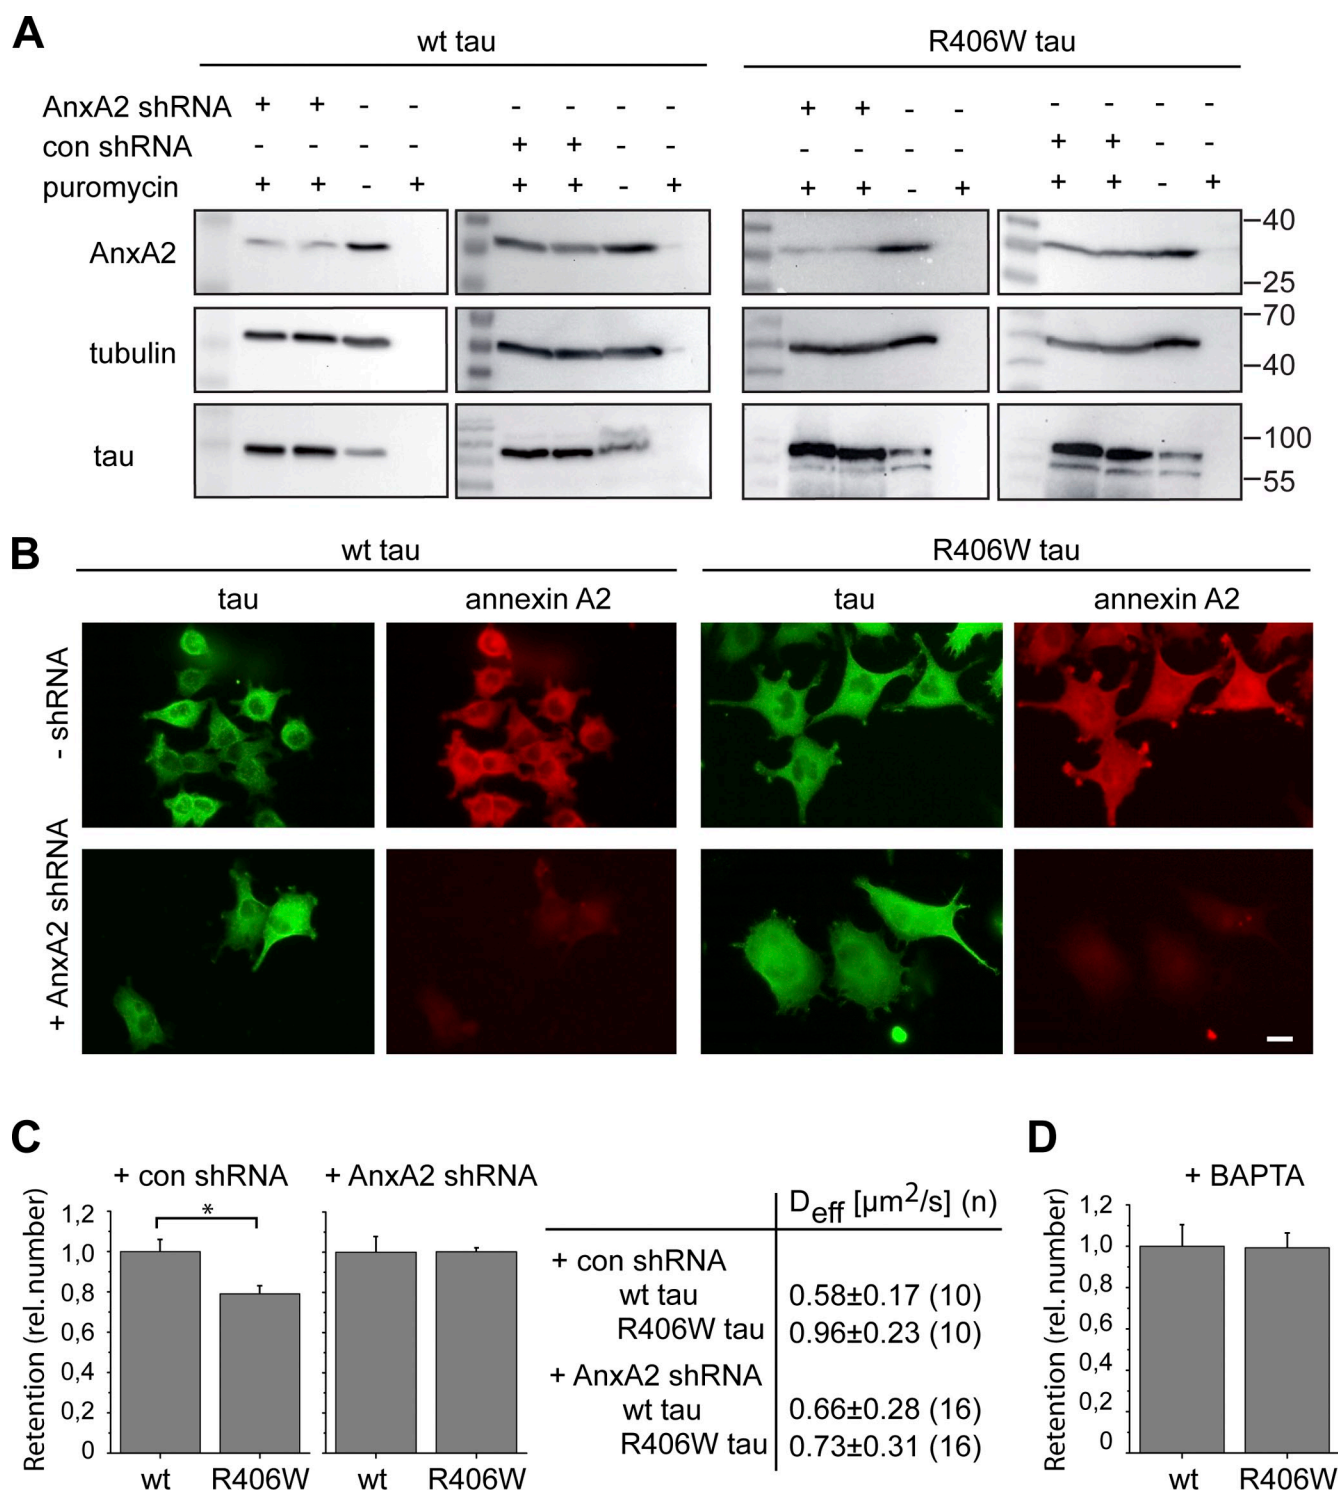 A
wt tau
R406W tau
AnxA2 shRNA + + - - - - - - + + - - - - - -
con shRNA - - - - + + - - - - - - + + - -
puromycin + + - + + + - + + + - + + + - +
AnxA2
-40
-25
tubulin
-70
-40
tau
-100
-55
B
wt tau
R406W tau
tau
annexin A2
tau
annexin A2
- shRNA
+ AnxA2 shRNA
C
+ con shRNA
+ AnxA2 shRNA
Retention (rel. number)
1,2
1,0
0,8
0,6
0,4
0,2
0
*
wt
R406W
wt
R406W
Deff [µm2/s] (n)
+ con shRNA
wt tau 0.58±0.17 (10)
R406W tau 0.96±0.23 (10)
+ AnxA2 shRNA
wt tau 0.66±0.28 (16)
R406W tau 0.73±0.31 (16)
D
+ BAPTA
Retention (rel. number)
1,2
1,0
0,8
0,6
0,4
0,2
0
wt
R406W